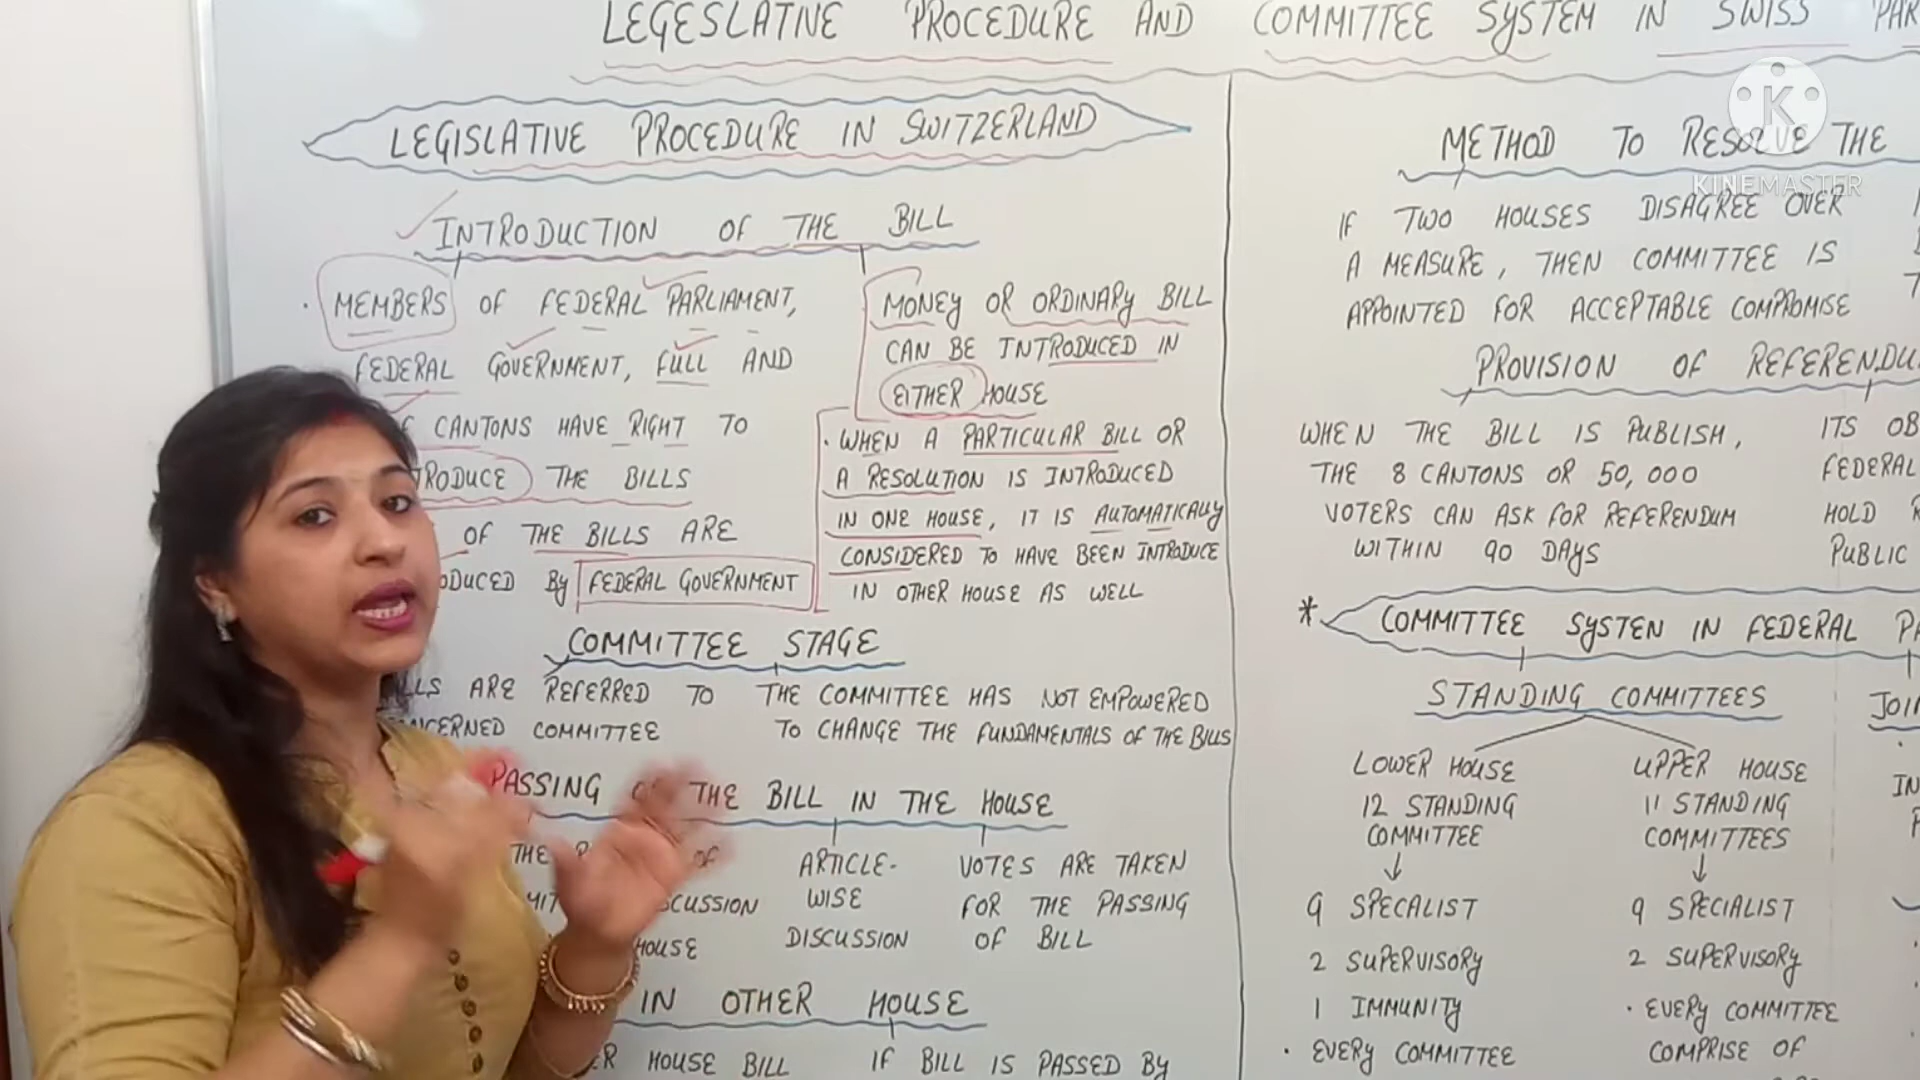 LEGESLATIVE PROCEDURE AND COMMITTEE SYSTEM IN SWISS PAR
LEGISLATIVE PROCEDURE IN SWITZERLAND
INTRODUCTION OF THE BILL
· MEMBERS OF FEDERAL PARLIAMENT,
FEDERAL GOVERNMENT, FULL AND
CANTONS HAVE RIGHT TO
TRODUCE THE BILLS
OF THE BILLS ARE
ODUCED By FEDERAL GOVERNMENT
MONEy OR ORDINARy BILL
CAN BE INTRODUCED IN
EITHER HOUSE
· WHEN A PARTICULAR BILL OR
A RESOLUTION IS INTRODUCED
IN ONE HOUSE, IT IS AUTOMATICALLy
CONSIDERED TO HAVE BEEN INTRODUCE
IN OTHER HOUSE AS WELL
COMMITTEE STAGE
LLS ARE REFERRED TO
NCERNED COMMITTEE
THE COMMITTEE HAS NOT EMPOWERED
TO CHANGE THE FUNDAMENTALS OF THE BILLS
PASSING OF THE BILL IN THE HOUSE
THE OF
MIT SCUSSION
HOUSE
ARTICLE-
WISE
DISCUSSION
VOTES ARE TAKEN
FOR THE PASSING
OF BILL
IN OTHER HOUSE
ER HOUSE BILL
IF BILL IS PASSED BY
METHOD TO RESOLVE THE
IF TWO HOUSES DISAGREE OVER
A MEASURE, THEN COMMITTEE IS
APPOINTED FOR ACCEPTABLE COMPROMISE
PROVISION OF REFERENDU
WHEN THE BILL IS PUBLISH,
THE 8 CANTONS OR 50,000
VOTERS CAN ASK FOR REFERENDUM
WITHIN 90 DAYS
ITS OB
FEDERAL
HOLD R
PUBLIC
* COMMITTEE SYSTEN IN FEDERAL PA
STANDING COMMITTEES
LOWER HOUSE
12 STANDING
COMMITTEE
9 SPECALIST
2 SUPERVISORy
1 IMMUNITy
· EVERy COMMITTEE
UPPER HOUSE
11 STANDING
COMMITTEES
9 SPECIALIST
2 SUPERVISORy
· EVERy COMMITTEE
COMPRISE OF
JOIN
IN
K
KINEMASTER